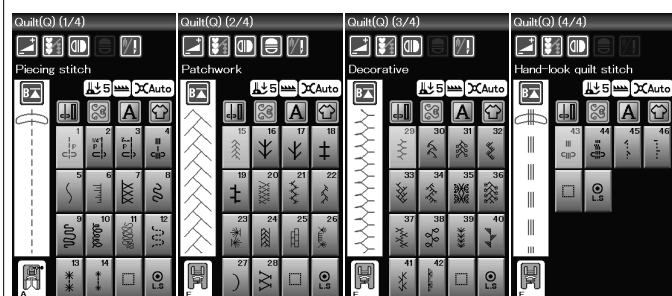 Quilt(Q) (1/4)
Piecing stitch
B
5
Auto
A
1
2
3
4
5
6
7
8
9
10
11
12
13
14
L.S
A
Quilt(Q) (2/4)
Patchwork
B
5
Auto
A
15
16
17
18
19
20
21
22
23
24
25
26
27
28
L.S
F
Quilt(Q) (3/4)
Decorative
B
5
Auto
A
29
30
31
32
33
34
35
36
37
38
39
40
41
42
L.S
F
Quilt(Q) (4/4)
Hand-look quilt stitch
B
5
Auto
A
43
44
45
46
L.S
F